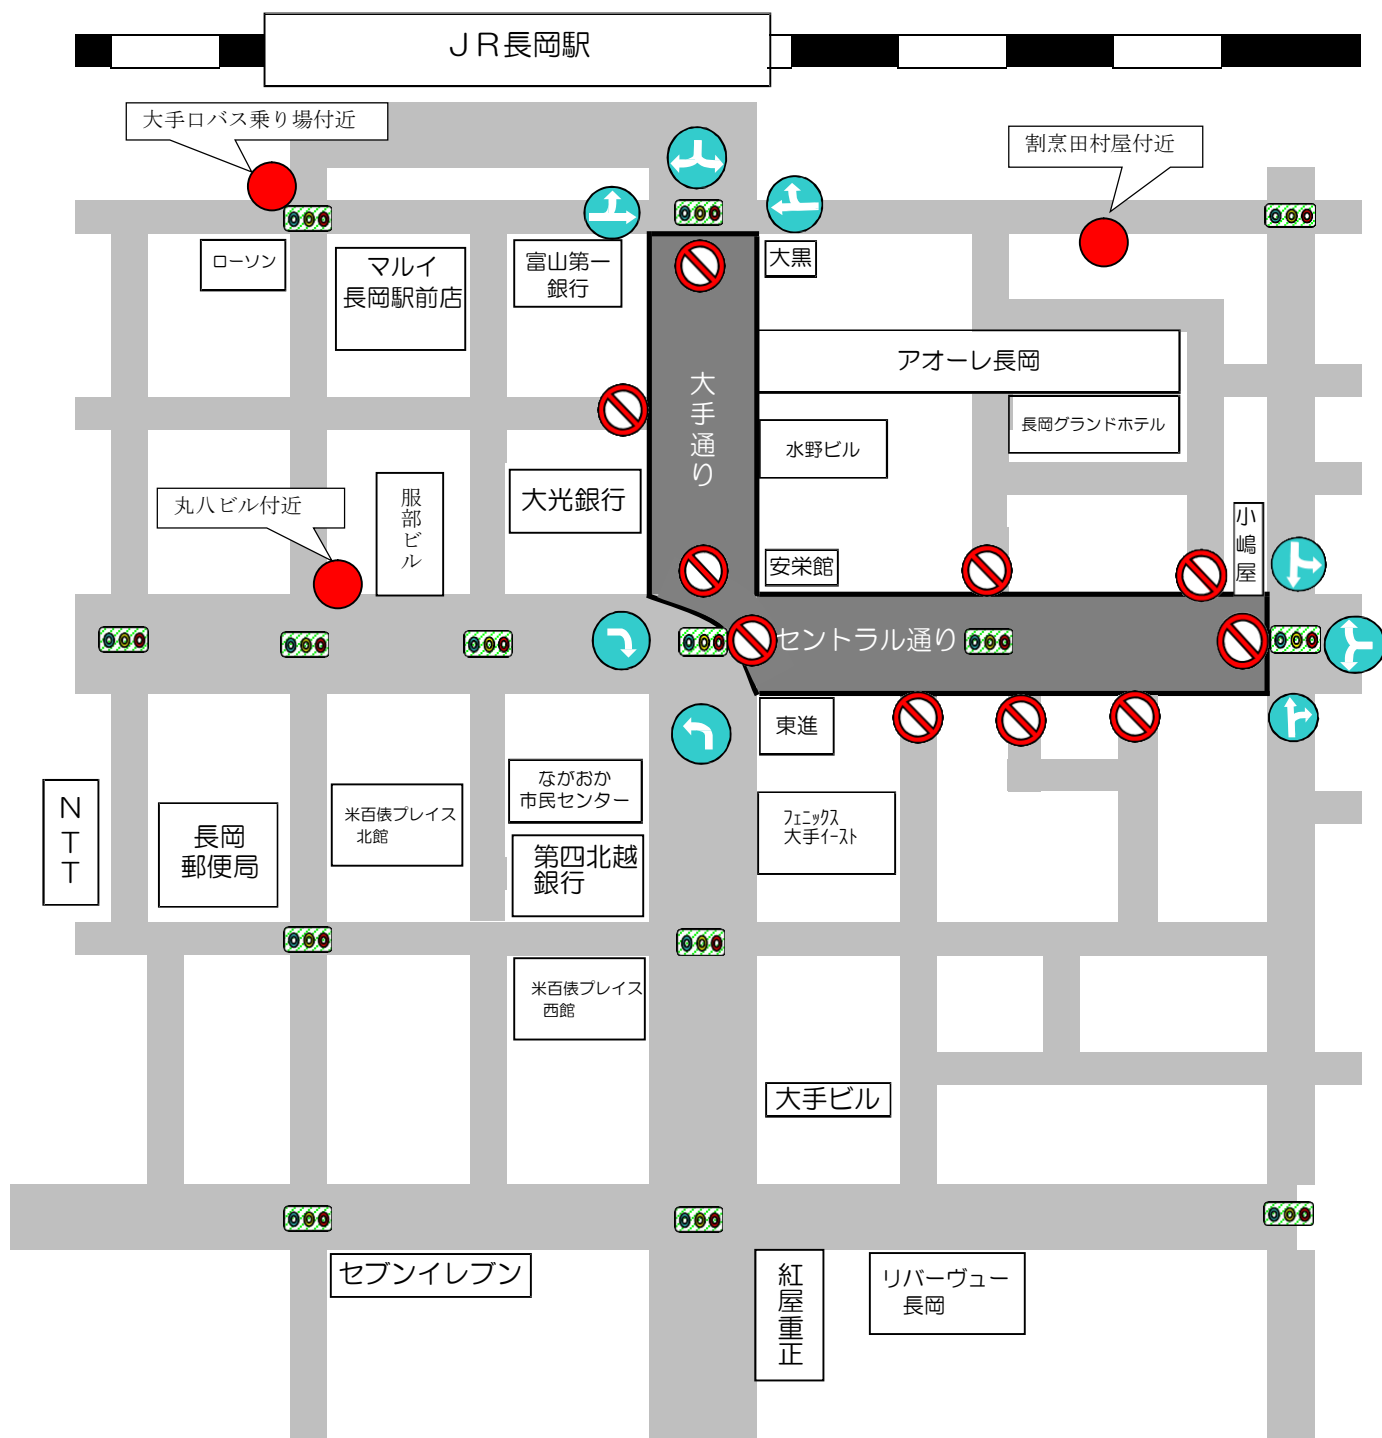 ＪＲ長岡駅
大手口バス乗り場付近
割烹田村屋付近
ローソン
マルイ
長岡駅前店
富山第一
銀行
大黒
アオーレ長岡
大手通り
長岡グランドホテル
水野ビル
大光銀行
服部ビル
丸八ビル付近
小嶋屋
安栄館
セントラル通り
東進
ながおか
市民センター
ＮＴＴ
長岡
郵便局
米百俵プレイス
北館
ﾌｪﾆｯｸｽ
大手ｲｰｽﾄ
第四北越
銀行
米百俵プレイス
西館
大手ビル
セブンイレブン
紅屋重正
リバーヴュー
長岡